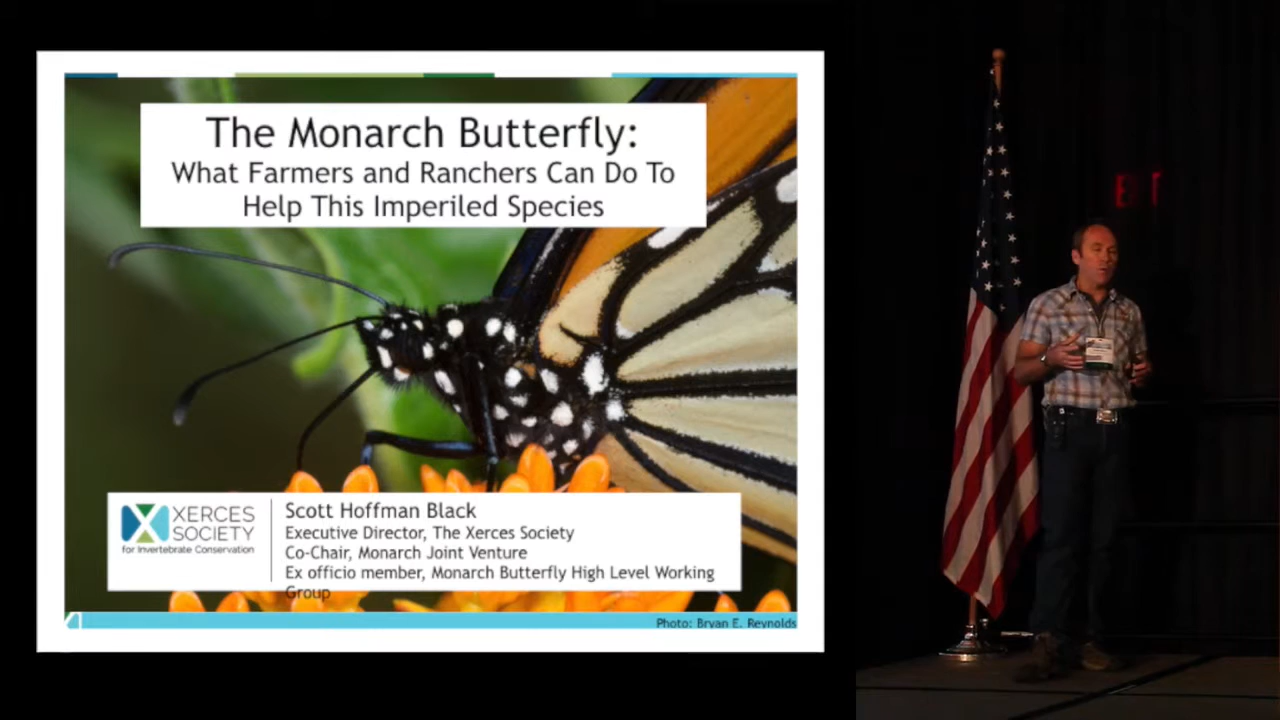 The Monarch Butterfly:
What Farmers and Ranchers Can Do To
Help This Imperiled Species
XERCES
SOCIETY
for Invertebrate Conservation
Scott Hoffman Black
Executive Director, The Xerces Society
Co-Chair, Monarch Joint Venture
Ex officio member, Monarch Butterfly High Level Working
Group
Photo: Bryan E. Reynolds
EXIT